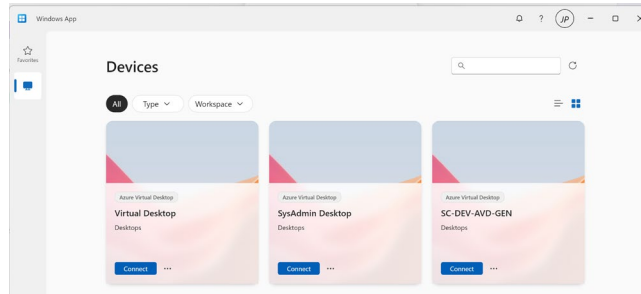 Windows App
? JP
Favorites
Devices
All Type Workspace
Azure Virtual Desktop
Virtual Desktop
Desktops
Connect ...
Azure Virtual Desktop
SysAdmin Desktop
Desktops
Connect ...
Azure Virtual Desktop
SC-DEV-AVD-GEN
Desktops
Connect ...